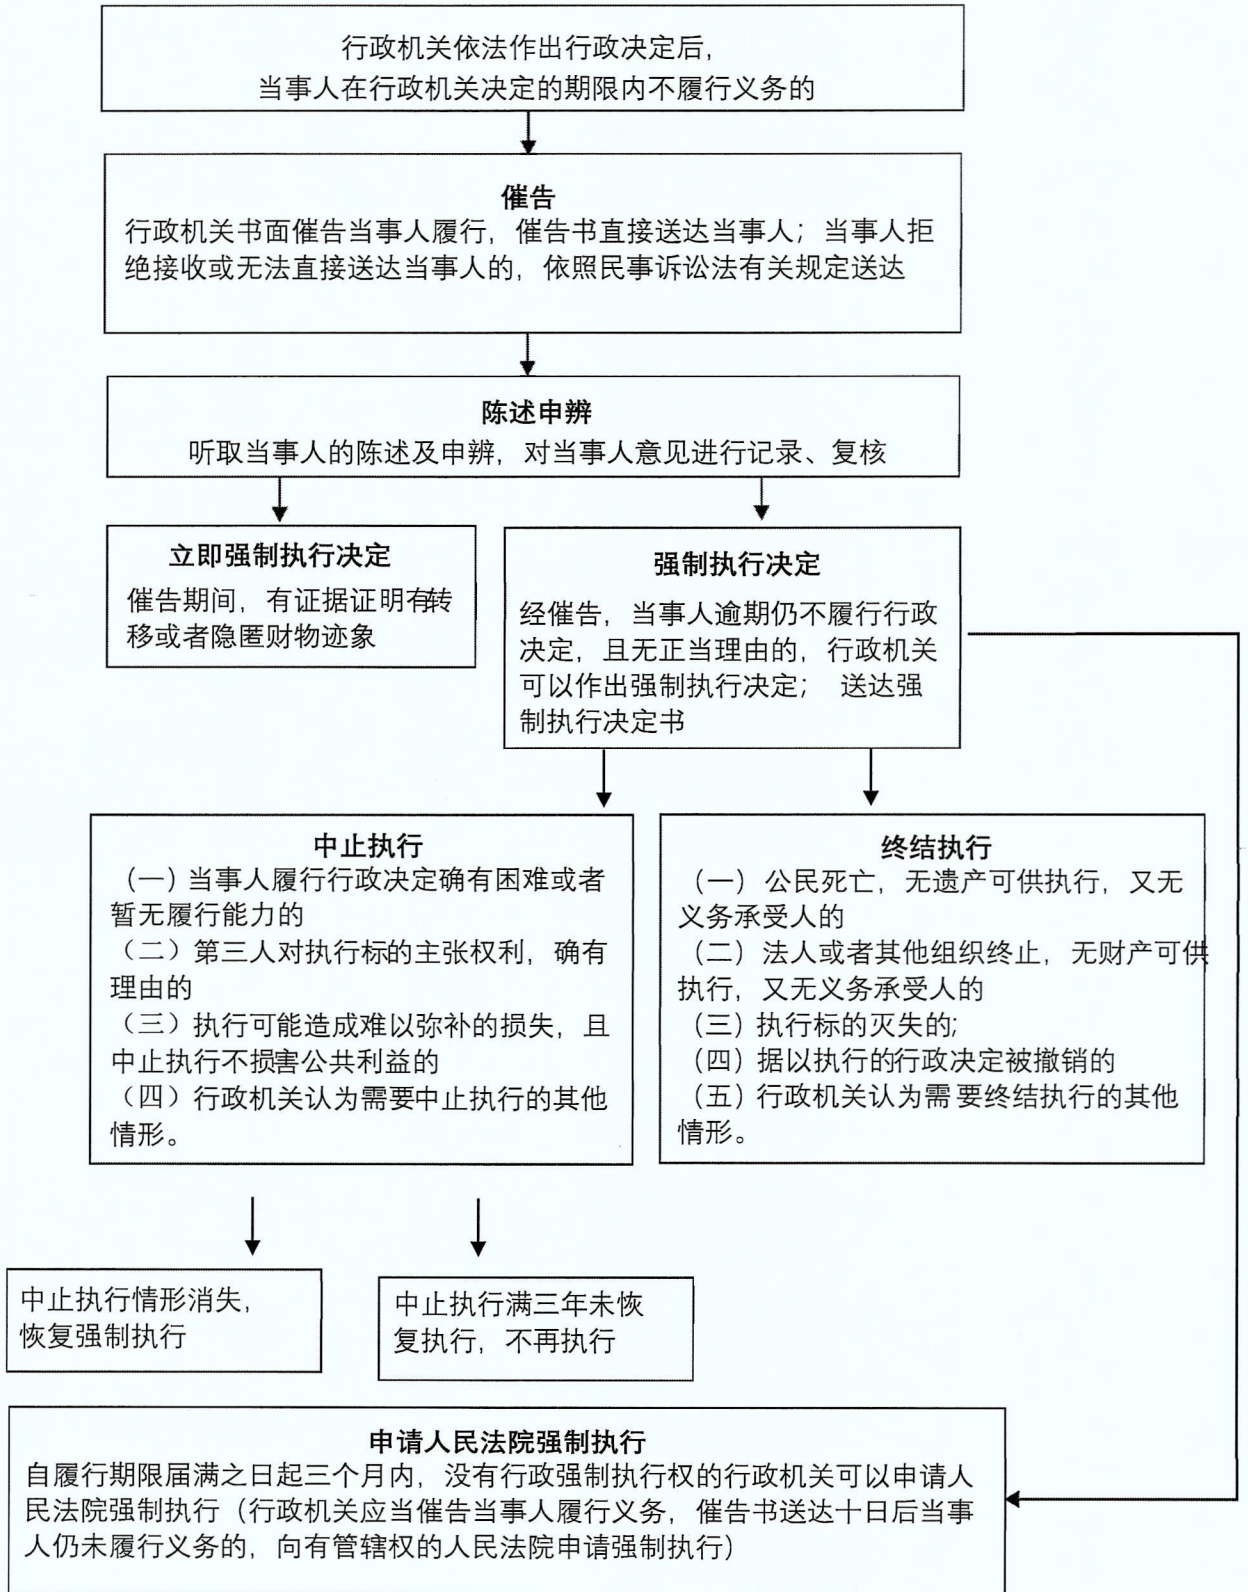 行政机关依法作出行政决定后，
当事人在行政机关决定的期限内不履行义务的
催告
行政机关书面催告当事人履行，催告书直接送达当事人；当事人拒
绝接收或无法直接送达当事人的，依照民事诉讼法有关规定送达
陈述申辨
听取当事人的陈述及申辨，对当事人意见进行记录、复核
立即强制执行决定
催告期间，有证据证明有转
移或者隐匿财物迹象
强制执行决定
经催告，当事人逾期仍不履行行政
决定，且无正当理由的，行政机关
可以作出强制执行决定； 送达强
制执行决定书
中止执行
（一）当事人履行行政决定确有困难或者
暂无履行能力的
（二）第三人对执行标的主张权利，确有
理由的
（三）执行可能造成难以弥补的损失，且
中止执行不损害公共利益的
（四）行政机关认为需要中止执行的其他
情形。
终结执行
（一）公民死亡，无遗产可供执行，又无
义务承受人的
（二）法人或者其他组织终止，无财产可供
执行，又无义务承受人的
（三）执行标的灭失的;
（四）据以执行的行政决定被撤销的
（五）行政机关认为需要终结执行的其他
情形。
中止执行情形消失，
恢复强制执行
中止执行满三年未恢
复执行，不再执行
申请人民法院强制执行
自履行期限届满之日起三个月内，没有行政强制执行权的行政机关可以申请人
民法院强制执行（行政机关应当催告当事人履行义务，催告书送达十日后当事
人仍未履行义务的，向有管辖权的人民法院申请强制执行）